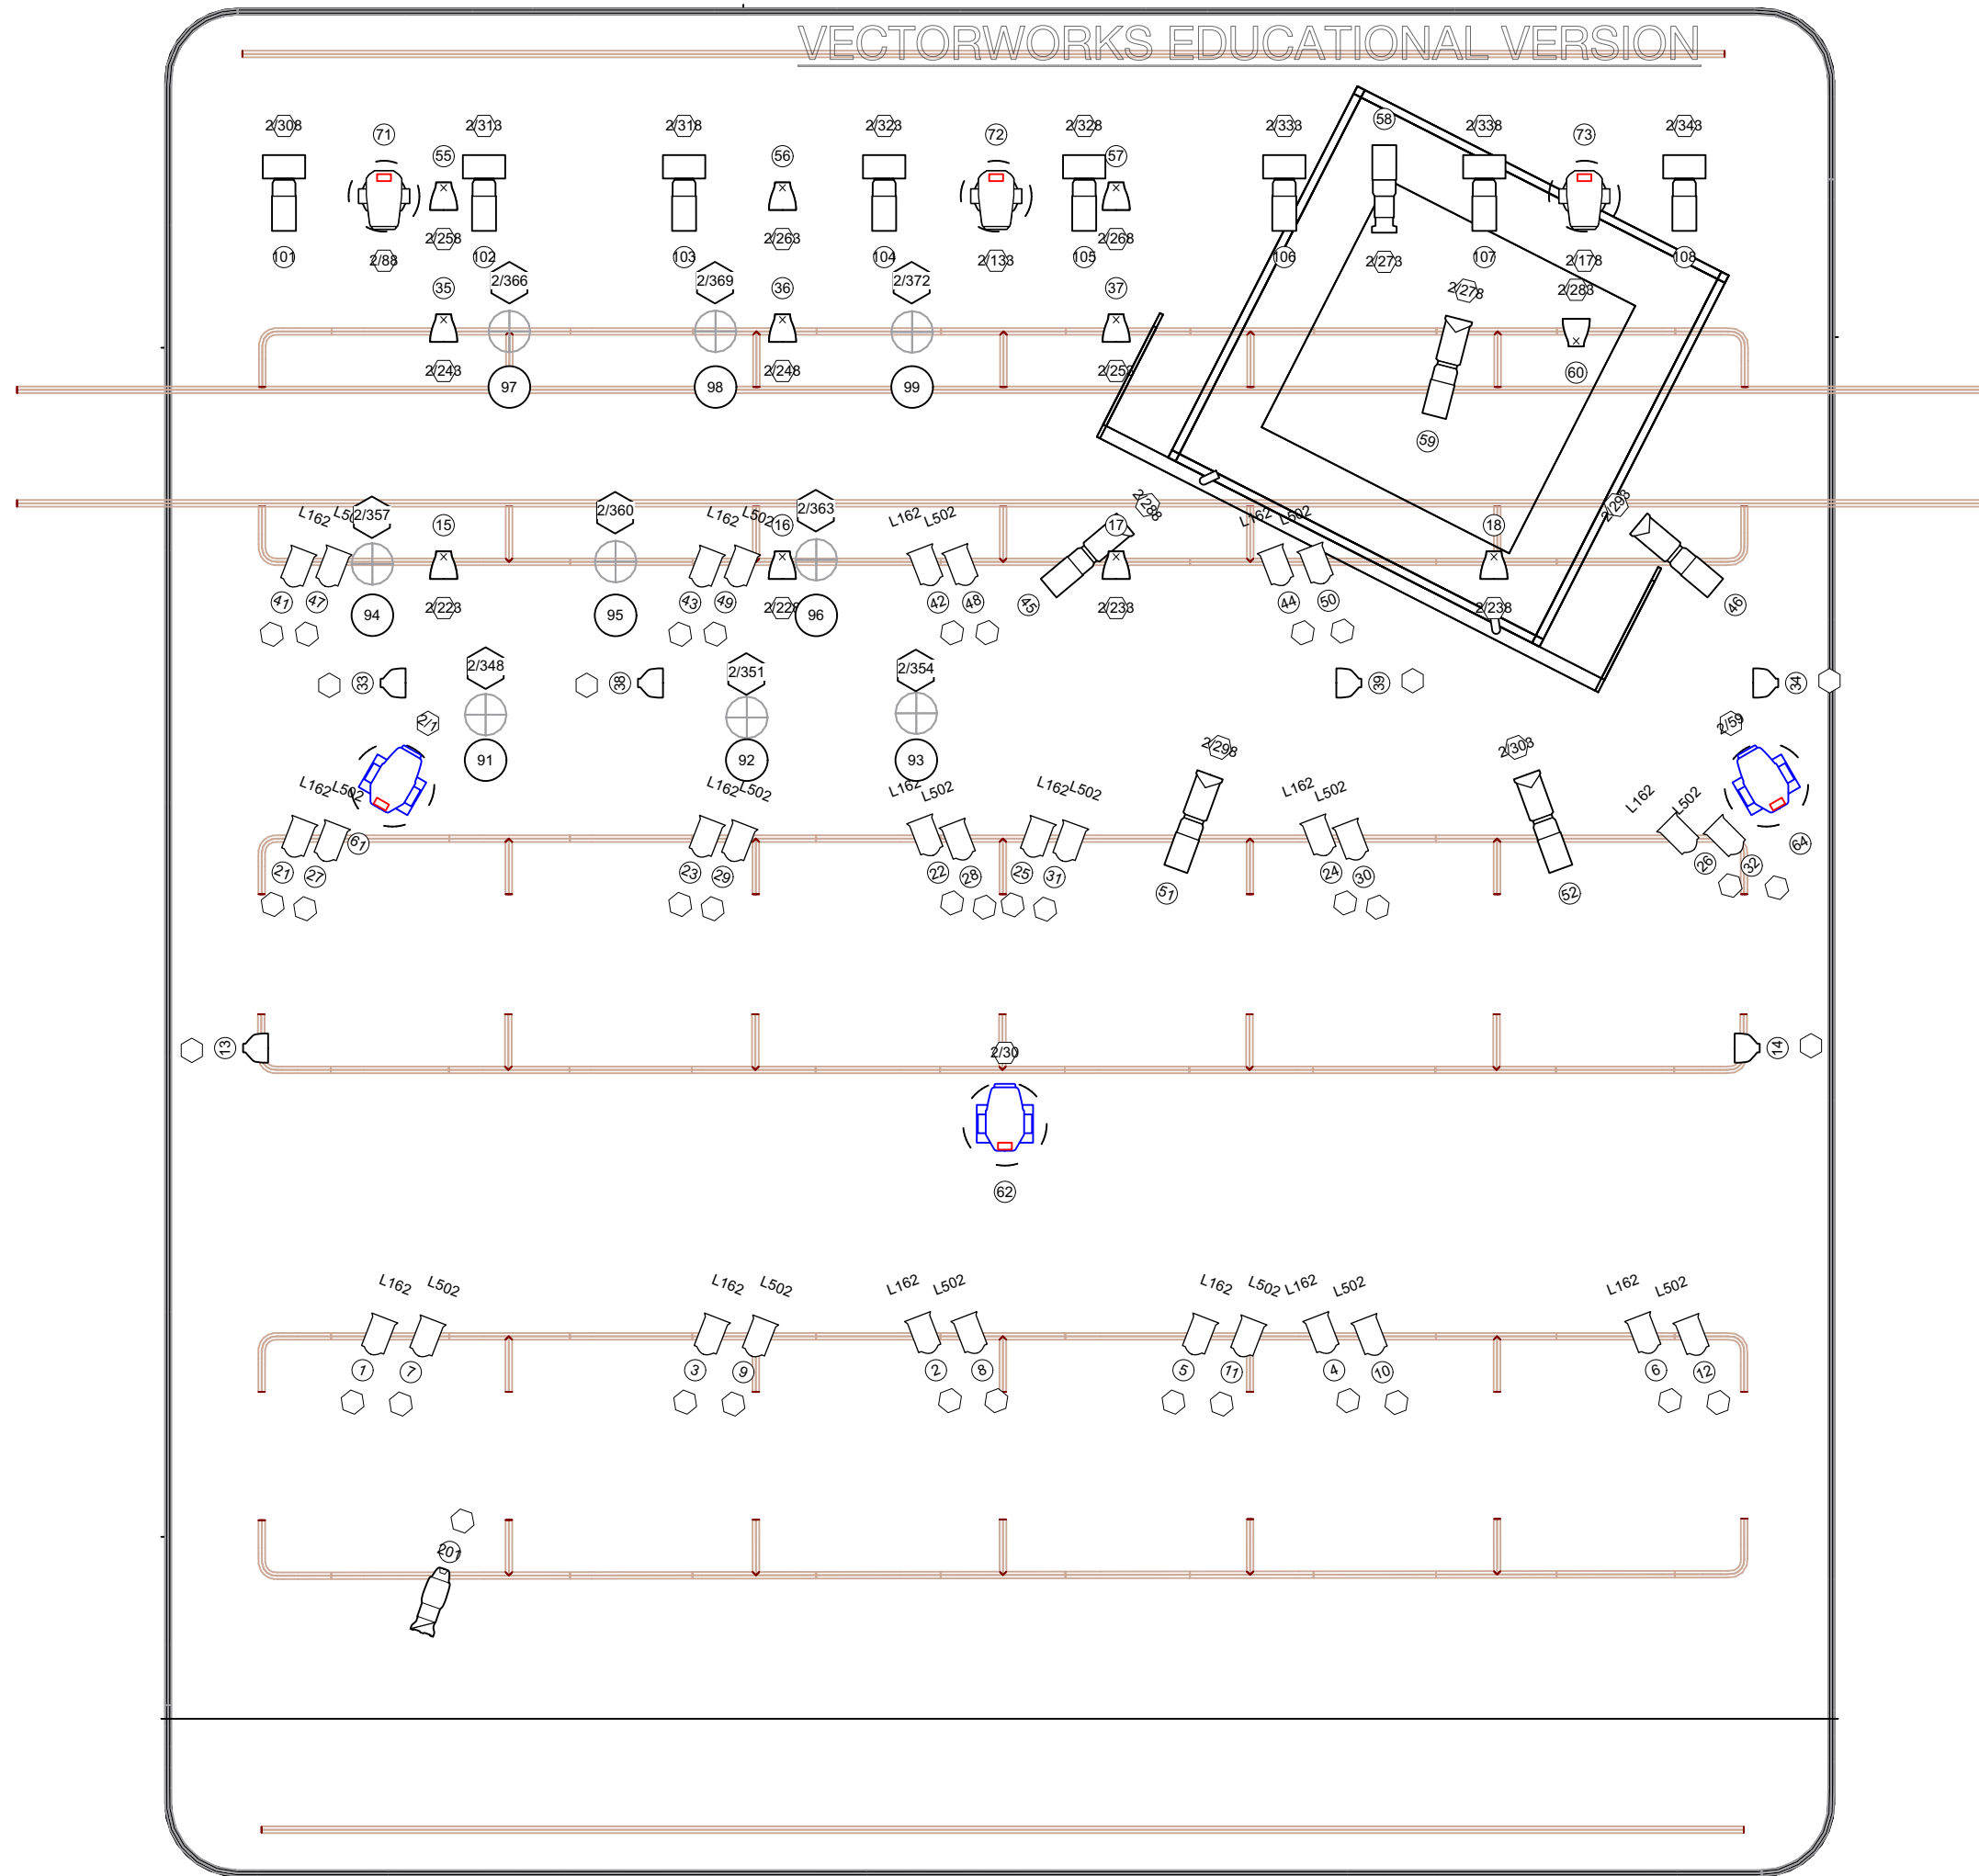 VECTORWORKS EDUCATIONAL VERSION
2/308 71 2/313 2/318 2/323 72 2/328 2/333 58 2/338 73 2/343
55 56 57
101 2/88 2/258 102 103 2/263 104 2/133 105 2/268 106 2/273 107 2/178 108
35 2/366 2/369 36 2/372 37 2/278 2/283
2/243 97 98 2/248 99 60
59
L162 2/357 2/360 L162 L502 16 2/363 L162 L502 17 2/288 L162 L502 18 2/293
15
41 47 94 2/223 95 43 49 96 42 48 45 2/233 44 50 2/238 46
33 2/348 38 2/351 2/354 39 34
2/1 91 92 93 2/298 2/303 2/59
L162 L502 L162 L502 L162 L502 L162 L502 L162 L502 L162 L502
61 64
21 27 23 29 22 28 25 31 51 24 30 52 26 32
13 2/30 14
62
L162 L502 L162 L502 L162 L502 L162 L502 L162 L502 L162 L502
1 7 3 9 2 8 5 11 4 10 6 12
201